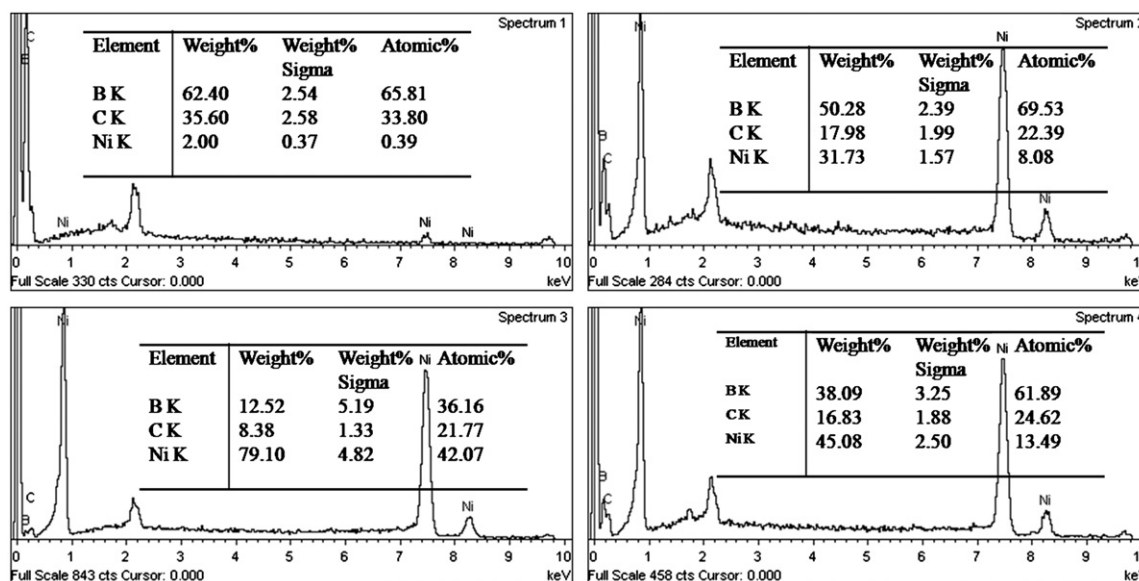 Spectrum 1
C
B
Element Weight% Weight% Sigma Atomic%
B K 62.40 2.54 65.81
C K 35.60 2.58 33.80
Ni K 2.00 0.37 0.39
Ni Ni Ni
0 1 2 3 4 5 6 7 8 9 10
Full Scale 330 cts Cursor: 0.000 keV
Spectrum 2
Ni Ni
Element Weight% Weight% Sigma Atomic%
B K 50.28 2.39 69.53
C K 17.98 1.99 22.39
Ni K 31.73 1.57 8.08
B
C
Ni
0 1 2 3 4 5 6 7 8 9 1
Full Scale 284 cts Cursor: 0.000 keV
Spectrum 3
Ni
Element Weight% Weight% Sigma Atomic%
B K 12.52 5.19 36.16
C K 8.38 1.33 21.77
Ni K 79.10 4.82 42.07
Ni
C
B
Ni
0 1 2 3 4 5 6 7 8 9 10
Full Scale 843 cts Cursor: 0.000 keV
Spectrum 4
Ni
Element Weight% Weight% Sigma Atomic%
B K 38.09 3.25 61.89
C K 16.83 1.88 24.62
Ni K 45.08 2.50 13.49
Ni
B
C
Ni
0 1 2 3 4 5 6 7 8 9 1
Full Scale 458 cts Cursor: 0.000 keV